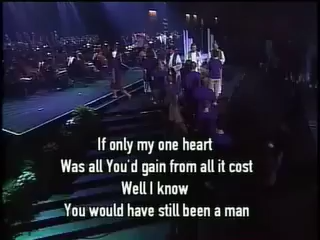 If only my one heart
Was all You'd gain from all it cost
Well I know
You would have still been a man